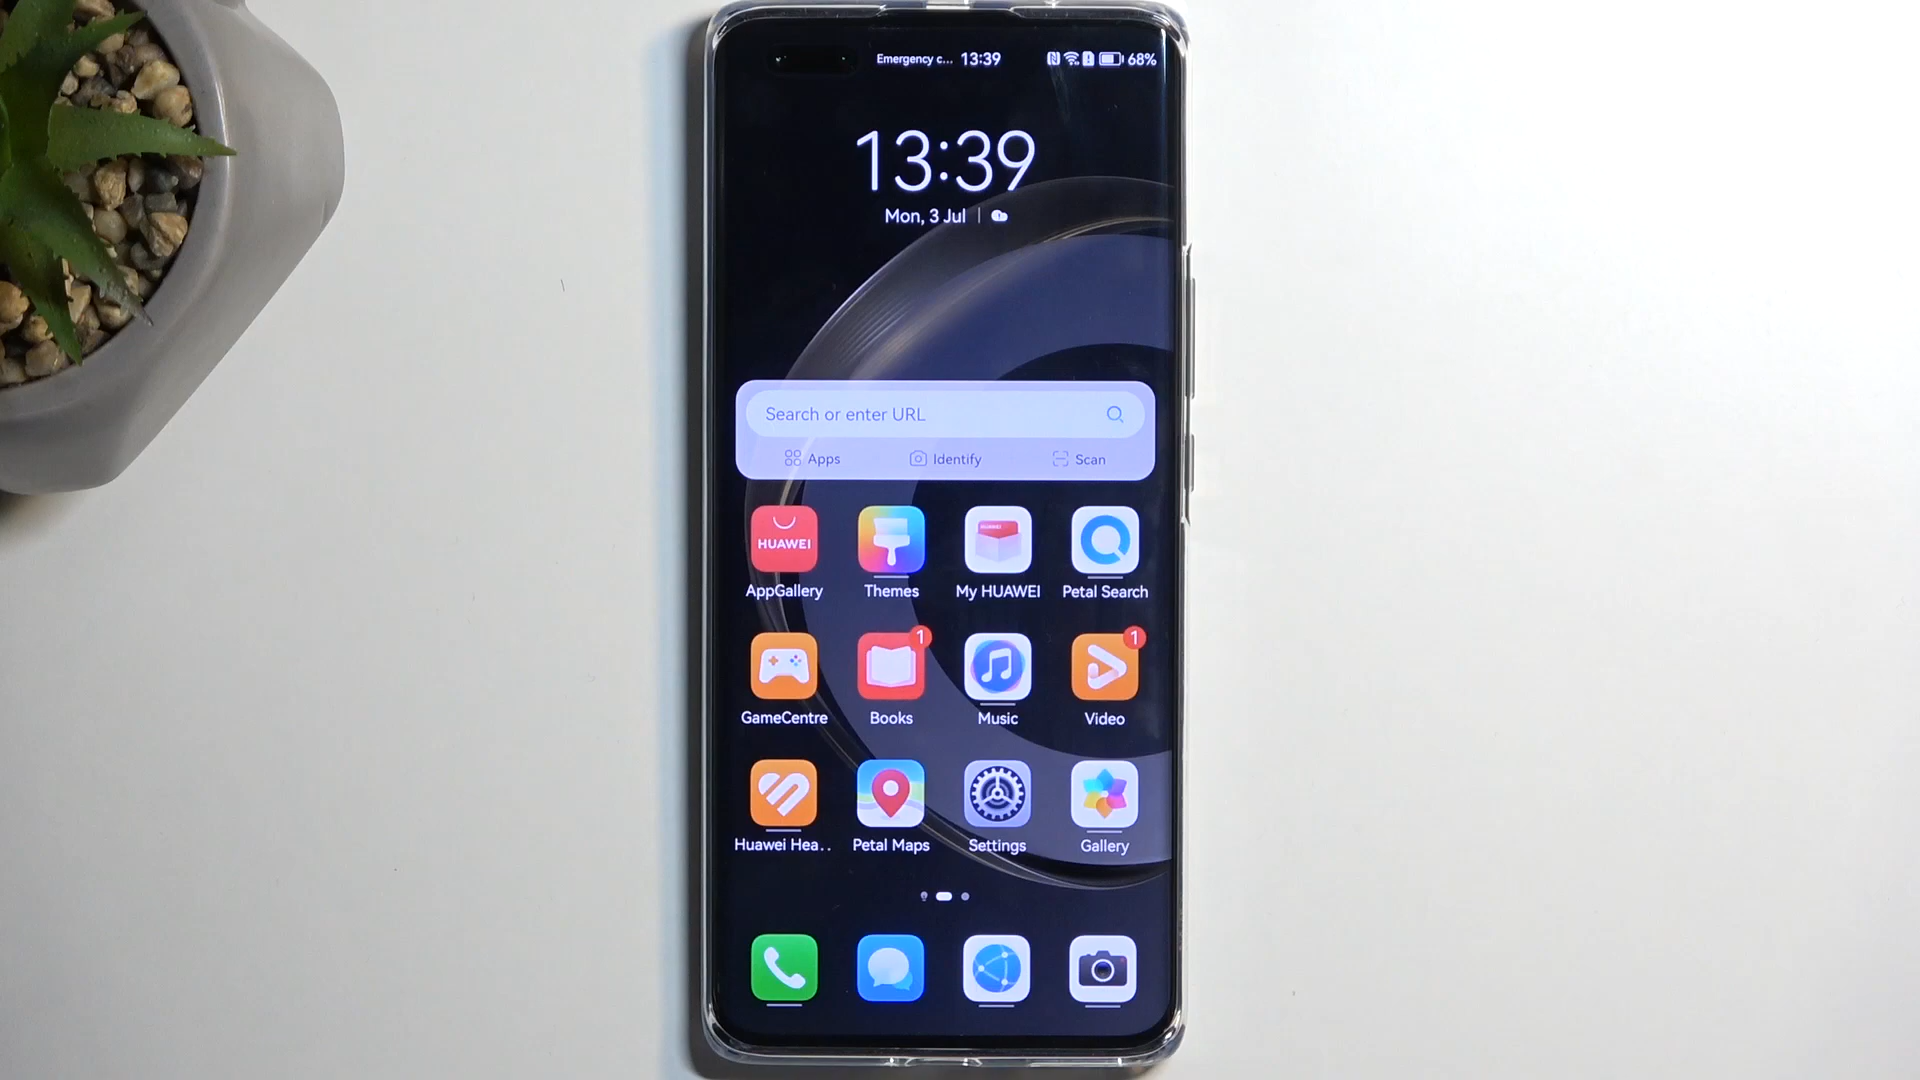 Emergency c... 13:39 68%
13:39
Mon, 3 Jul
Search or enter URL
Apps Identify Scan
HUAWEI HUAWEI
AppGallery Themes My HUAWEI Petal Search
1 1
GameCentre Books Music Video
Huawei Hea.. Petal Maps Settings Gallery